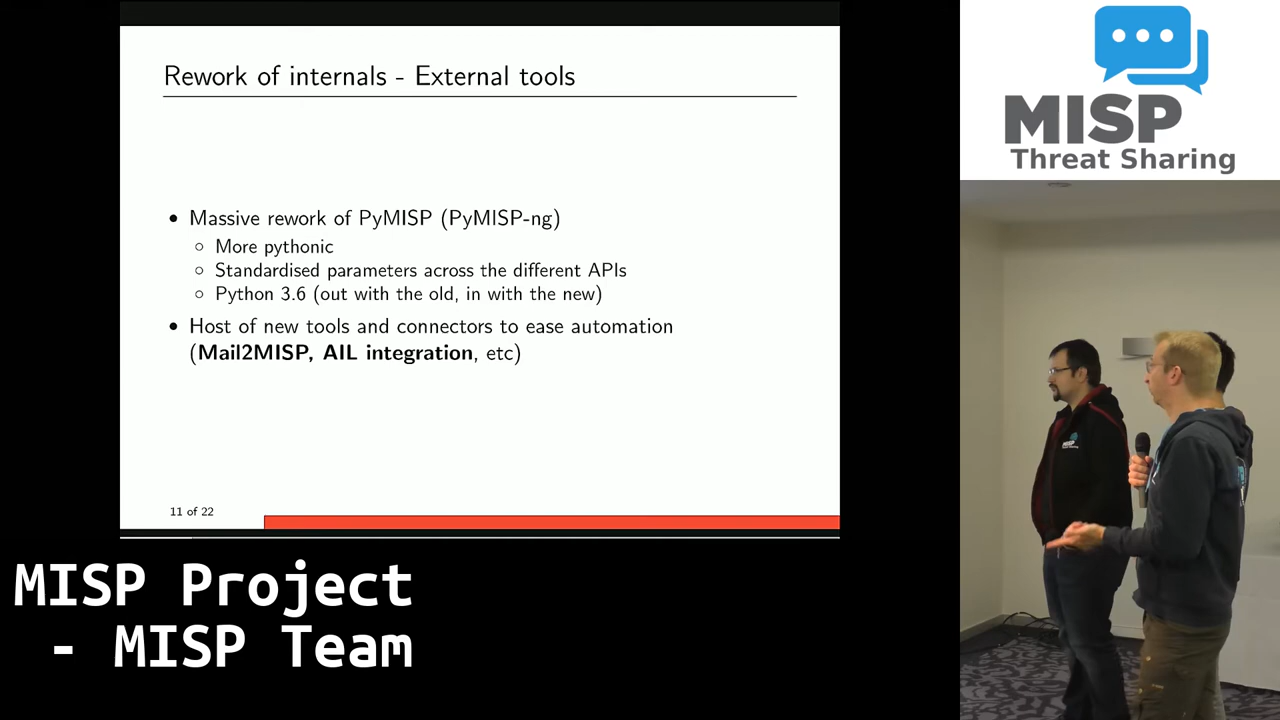 Rework of internals - External tools
• Massive rework of PyMISP (PyMISP-ng)
○ More pythonic
○ Standardised parameters across the different APIs
○ Python 3.6 (out with the old, in with the new)
• Host of new tools and connectors to ease automation
(Mail2MISP, AIL integration, etc)
11 of 22
MISP
Threat Sharing
MISP
MISP Project
- MISP Team